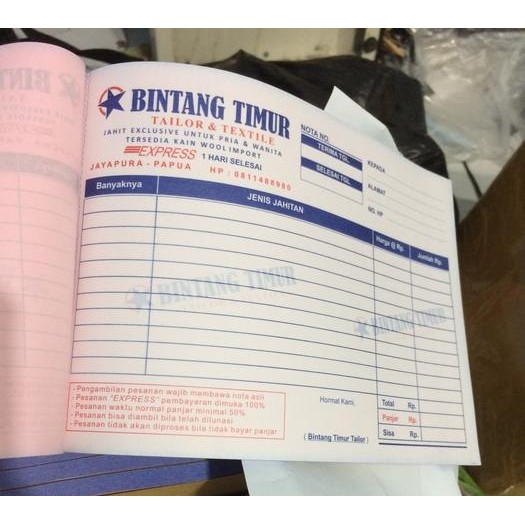 BINTANG TIMUR
TAILOR & TEXTILE
JAHIT EXCLUSIVE UNTUK PRIA & WANITA
TERSEDIA KAIN WOOL IMPORT
EXPRESS 1 HARI SELESAI
JAYAPURA - PAPUA HP : 0811486980
NOTA NO.
TERIMA TGL.
SELESAI TGL.
KEPADA
ALAMAT
NO. HP
Banyaknya JENIS JAHITAN Harga @ Rp. Jumlah Rp.
BINTANG TIMUR
BINTANG TIMUR
- Pengambilan pesanan wajib membawa nota asli
- Pesanan "EXPRESS" pembayaran dimuka 100%
- Pesanan waktu normal panjar minimal 50%
- Pesanan bisa diambil bila telah dilunasi
- Pesanan tidak akan diproses bila tidak bayar panjar
Hormat Kami,
( Bintang Timur Tailor )
Total Rp.
Panjar Rp.
Sisa Rp.